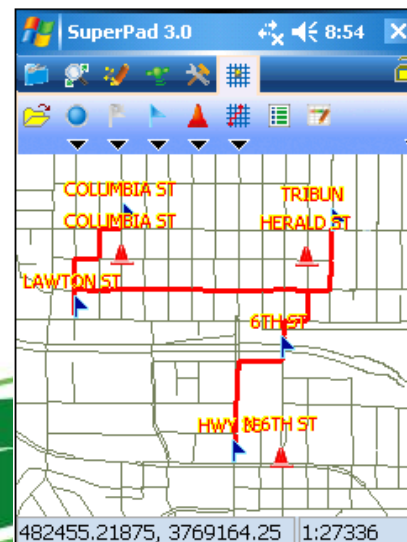 SuperPad 3.0 8:54
COLUMBIA ST
TRIBUN
COLUMBIA ST
HERALD ST
LAWTON ST
6TH ST
HWY
6TH ST
482455.21875, 3769164.25 1:27336